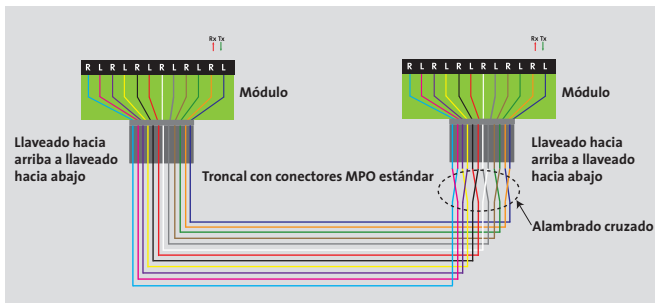 Rx Tx
R L R L R L R L R L R L
Módulo
Llaveado hacia
arriba a llaveado
hacia abajo
Troncal con conectores MPO estándar
Rx Tx
R L R L R L R L R L R L
Módulo
Llaveado hacia
arriba a llaveado
hacia abajo
Alambrado cruzado